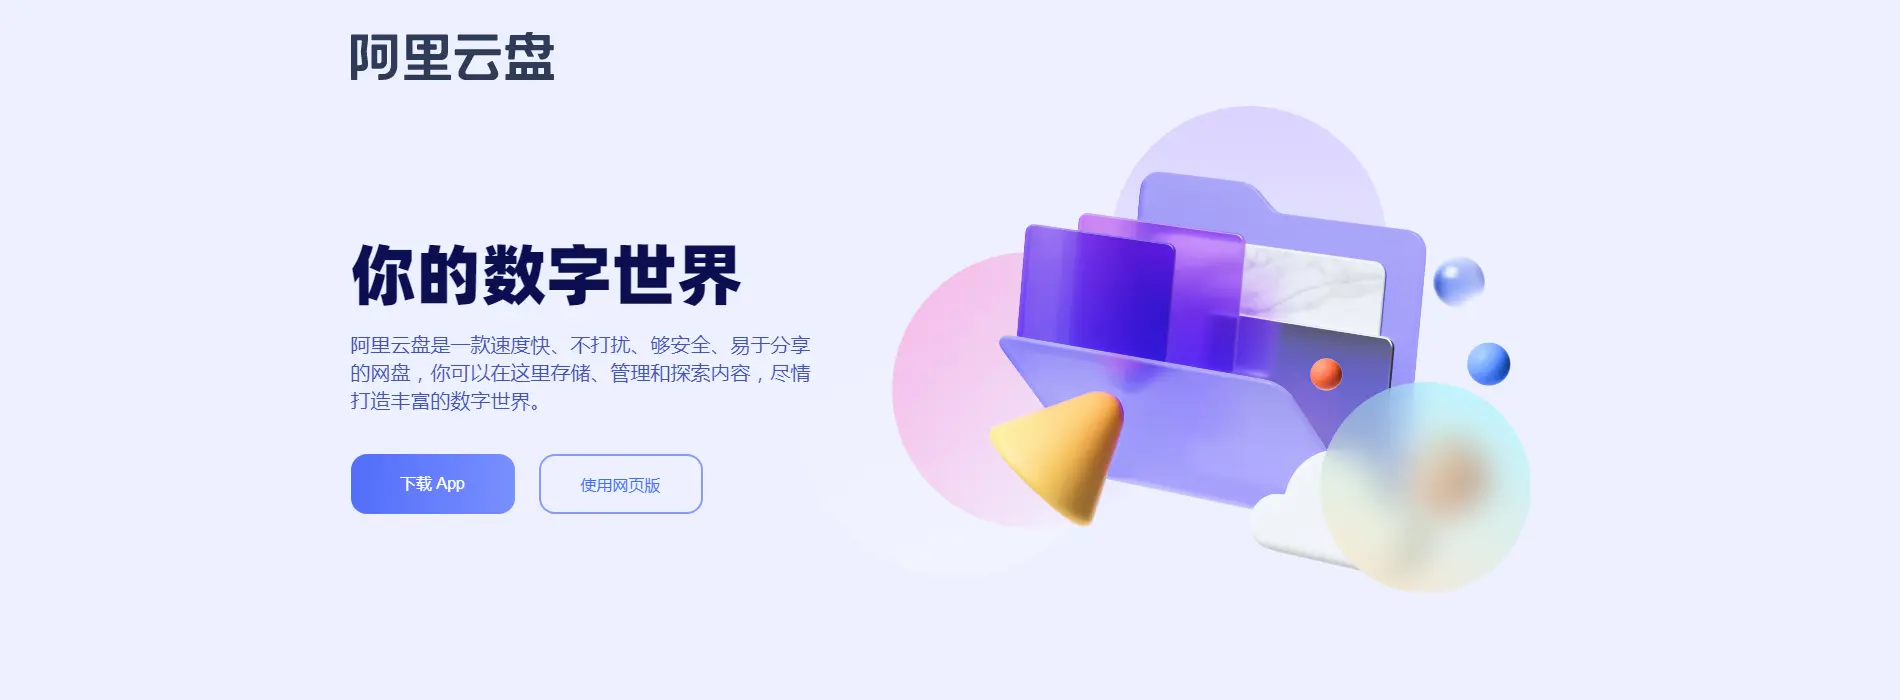 阿里云盘
你的数字世界
阿里云盘是一款速度快、不打扰、够安全、易于分享
的网盘，你可以在这里存储、管理和探索内容，尽情
打造丰富的数字世界。
下载 App
使用网页版